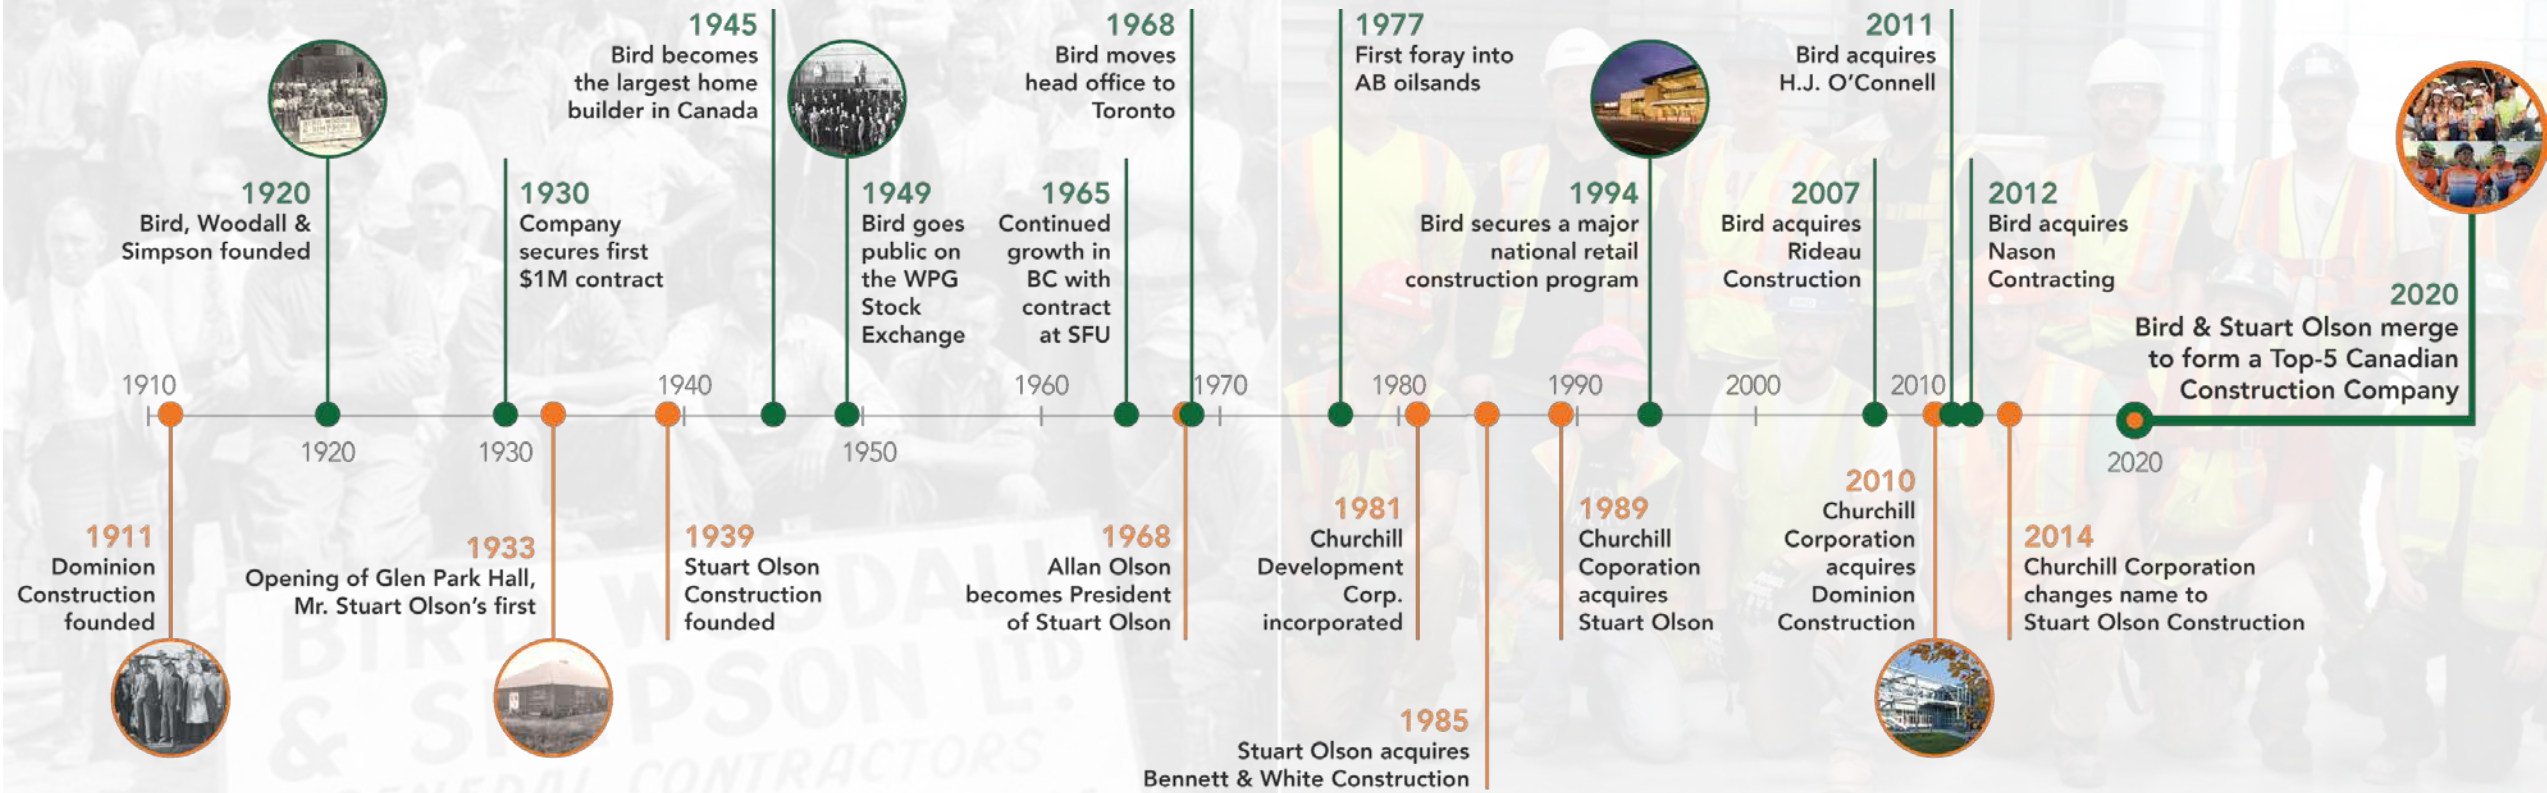 1945
Bird becomes
the largest home
builder in Canada
1968
Bird moves
head office to
Toronto
1977
First foray into
AB oilsands
2011
Bird acquires
H.J. O'Connell
1920
Bird, Woodall &
Simpson founded
1930
Company
secures first
$1M contract
1949
Bird goes
public on
the WPG
Stock
Exchange
1965
Continued
growth in
BC with
contract
at SFU
1994
Bird secures a major
national retail
construction program
2007
Bird acquires
Rideau
Construction
2012
Bird acquires
Nason
Contracting
2020
Bird & Stuart Olson merge
to form a Top-5 Canadian
Construction Company
1910
1940
1960
1970
1980
1990
2000
2010
1920
1930
1950
2020
1911
Dominion
Construction
founded
1933
Opening of Glen Park Hall,
Mr. Stuart Olson's first
1939
Stuart Olson
Construction
founded
1968
Allan Olson
becomes President
of Stuart Olson
1981
Churchill
Development
Corp.
incorporated
1985
Stuart Olson acquires
Bennett & White Construction
1989
Churchill
Coporation
acquires
Stuart Olson
2010
Churchill
Corporation
acquires
Dominion
Construction
2014
Churchill Corporation
changes name to
Stuart Olson Construction
BIRD WOODALL
& SIMPSON LTD.
GENERAL CONTRACTORS